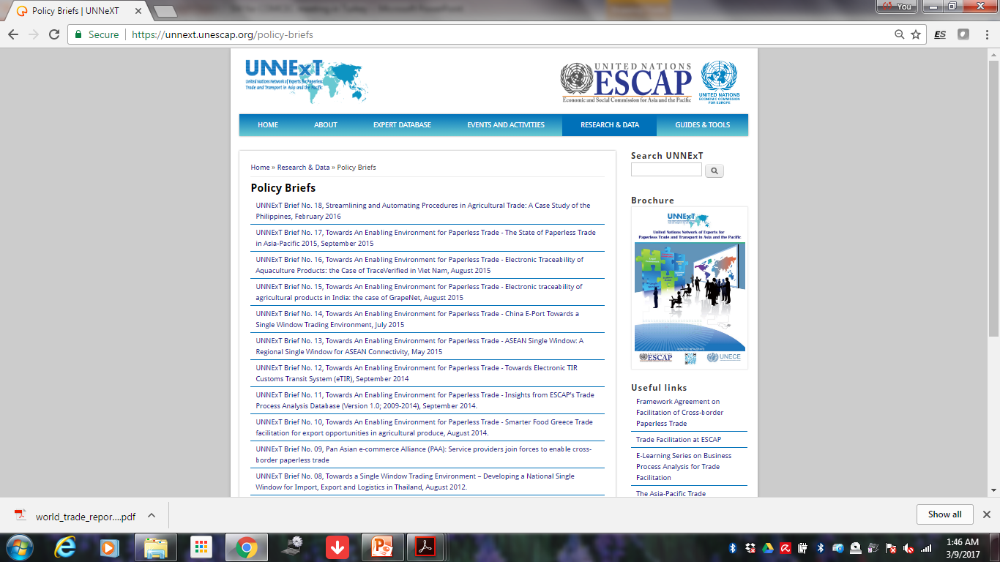 Policy Briefs | UNNeXT
You
Secure
https://unnext.unescap.org/policy-briefs
ES
UNNExT
United Nations Network of Experts for Paperless
Trade and Transport in Asia and the Pacific
UNITED NATIONS
ESCAP
Economic and Social Commission for Asia and the Pacific
UNITED NATIONS
ECONOMIC COMMISSION
FOR EUROPE
HOME ABOUT EXPERT DATABASE EVENTS AND ACTIVITIES RESEARCH & DATA GUIDES & TOOLS
Home » Research & Data » Policy Briefs
Policy Briefs
UNNExT Brief No. 18, Streamlining and Automating Procedures in Agricultural Trade: A Case Study of the
Philippines, February 2016
UNNExT Brief No. 17, Towards An Enabling Environment for Paperless Trade - The State of Paperless Trade
in Asia-Pacific 2015, September 2015
UNNExT Brief No. 16, Towards An Enabling Environment for Paperless Trade - Electronic Traceability of
Aquaculture Products: the Case of TraceVerified in Viet Nam, August 2015
UNNExT Brief No. 15, Towards An Enabling Environment for Paperless Trade - Electronic traceability of
agricultural products in India: the case of GrapeNet, August 2015
UNNExT Brief No. 14, Towards An Enabling Environment for Paperless Trade - China E-Port Towards a
Single Window Trading Environment, July 2015
UNNExT Brief No. 13, Towards An Enabling Environment for Paperless Trade - ASEAN Single Window: A
Regional Single Window for ASEAN Connectivity, May 2015
UNNExT Brief No. 12, Towards An Enabling Environment for Paperless Trade - Towards Electronic TIR
Customs Transit System (eTIR), September 2014
UNNExT Brief No. 11, Towards An Enabling Environment for Paperless Trade - Insights from ESCAP's Trade
Process Analysis Database (Version 1.0; 2009-2014), September 2014.
UNNExT Brief No. 10, Towards An Enabling Environment for Paperless Trade - Smarter Food Greece Trade
facilitation for export opportunities in agricultural produce, August 2014.
UNNExT Brief No. 09, Pan Asian e-commerce Alliance (PAA): Service providers join forces to enable cross-
border paperless trade
UNNExT Brief No. 08, Towards a Single Window Trading Environment – Developing a National Single
Window for Import, Export and Logistics in Thailand, August 2012.
Search UNNExT
Brochure
UNNExT
United Nations Network of Experts for
Paperless Trade and Transport in Asia and the Pacific
ESCAP
UNECE
Useful links
Framework Agreement on
Facilitation of Cross-border
Paperless Trade
Trade Facilitation at ESCAP
E-Learning Series on Business
Process Analysis for Trade
Facilitation
The Asia-Pacific Trade
world_trade_repor....pdf
Show all
1:46 AM
3/9/2017